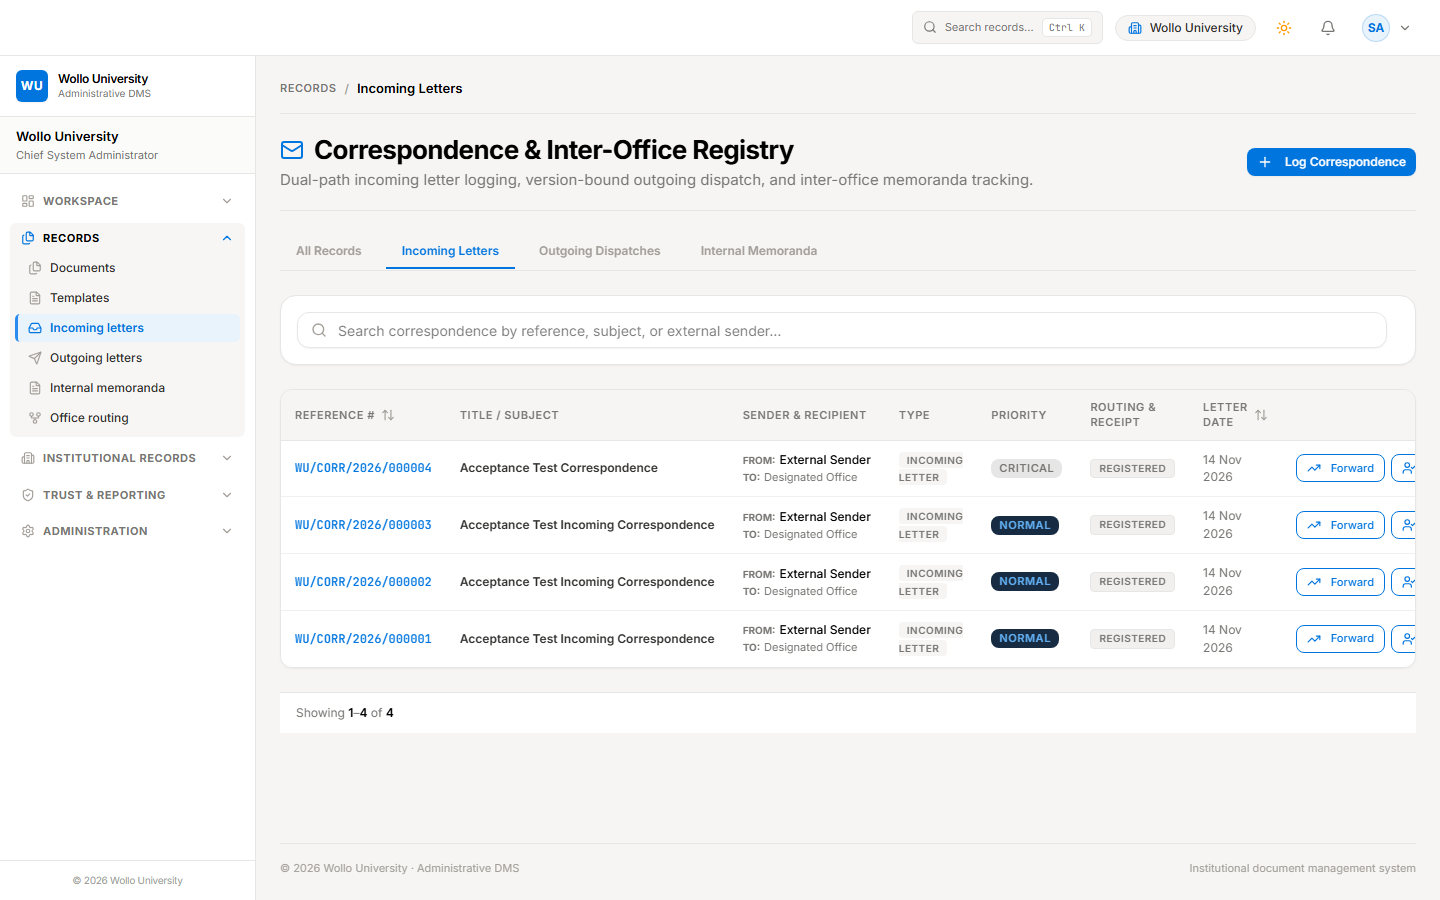 Search records... Ctrl K
Wollo University
SA
WU
Wollo University
Administrative DMS
Wollo University
Chief System Administrator
WORKSPACE
RECORDS
Documents
Templates
Incoming letters
Outgoing letters
Internal memoranda
Office routing
INSTITUTIONAL RECORDS
TRUST & REPORTING
ADMINISTRATION
© 2026 Wollo University
RECORDS / Incoming Letters
Correspondence & Inter-Office Registry
Dual-path incoming letter logging, version-bound outgoing dispatch, and inter-office memoranda tracking.
+ Log Correspondence
All Records Incoming Letters Outgoing Dispatches Internal Memoranda
Search correspondence by reference, subject, or external sender...
REFERENCE # TITLE / SUBJECT SENDER & RECIPIENT TYPE PRIORITY ROUTING & RECEIPT LETTER DATE
WU/CORR/2026/000004 Acceptance Test Correspondence FROM: External Sender TO: Designated Office INCOMING LETTER CRITICAL REGISTERED 14 Nov 2026 Forward
WU/CORR/2026/000003 Acceptance Test Incoming Correspondence FROM: External Sender TO: Designated Office INCOMING LETTER NORMAL REGISTERED 14 Nov 2026 Forward
WU/CORR/2026/000002 Acceptance Test Incoming Correspondence FROM: External Sender TO: Designated Office INCOMING LETTER NORMAL REGISTERED 14 Nov 2026 Forward
WU/CORR/2026/000001 Acceptance Test Incoming Correspondence FROM: External Sender TO: Designated Office INCOMING LETTER NORMAL REGISTERED 14 Nov 2026 Forward
Showing 1–4 of 4
© 2026 Wollo University · Administrative DMS
Institutional document management system